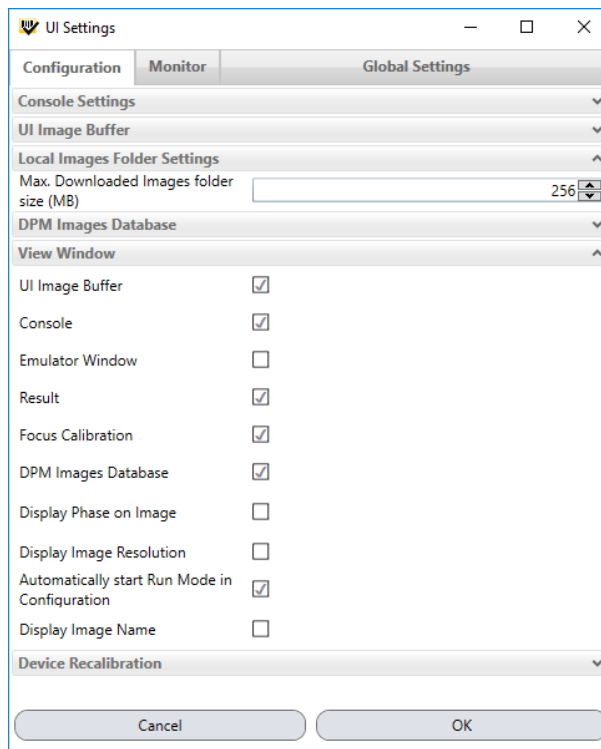 UI Settings
Configuration Monitor Global Settings
Console Settings
UI Image Buffer
Local Images Folder Settings
Max. Downloaded Images folder
size (MB)
256
DPM Images Database
View Window
UI Image Buffer
Console
Emulator Window
Result
Focus Calibration
DPM Images Database
Display Phase on Image
Display Image Resolution
Automatically start Run Mode in
Configuration
Display Image Name
Device Recalibration
Cancel OK